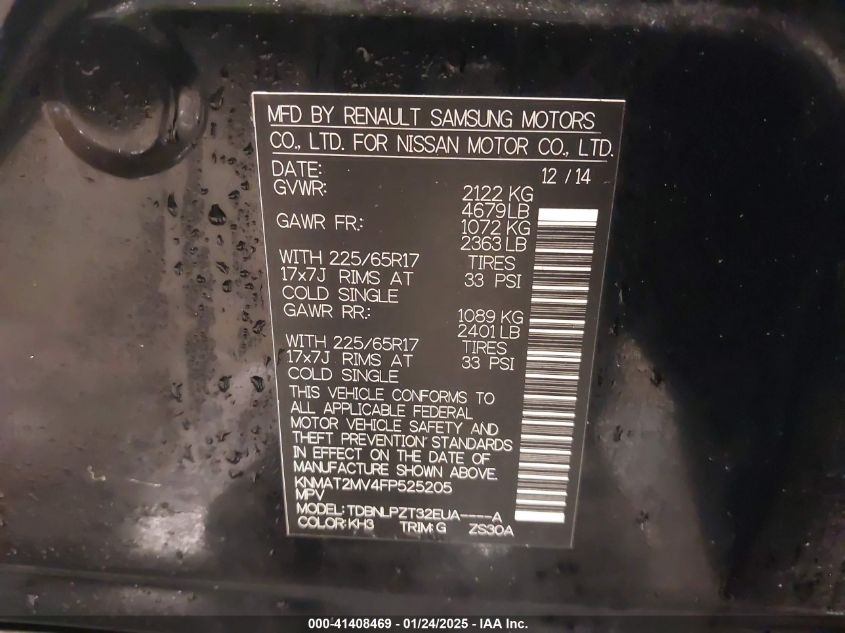 MFD BY RENAULT SAMSUNG MOTORS
CO., LTD. FOR NISSAN MOTOR CO., LTD.
DATE: 12 / 14
GVWR: 2122 KG
4679 LB
GAWR FR.: 1072 KG
2363 LB
WITH 225/65R17 TIRES
17x7J RIMS AT 33 PSI
COLD SINGLE
GAWR RR.: 1089 KG
2401 LB
WITH 225/65R17 TIRES
17x7J RIMS AT 33 PSI
COLD SINGLE
THIS VEHICLE CONFORMS TO
ALL APPLICABLE FEDERAL
MOTOR VEHICLE SAFETY AND
THEFT PREVENTION STANDARDS
IN EFFECT ON THE DATE OF
MANUFACTURE SHOWN ABOVE.
KNMAT2MV4FP525205
MPV
MODEL: TDBNLPZT32EUA----A
COLOR: KH3 TRIM: G ZS30A
000-41408469 - 01/24/2025 - IAA Inc.